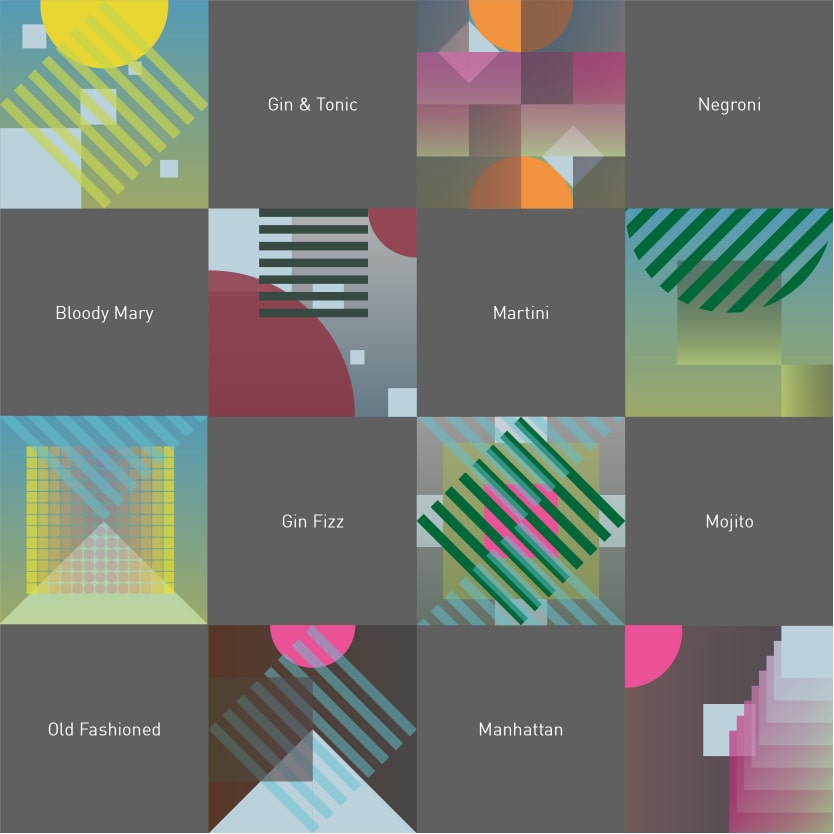 Gin & Tonic
Negroni
Bloody Mary
Martini
Gin Fizz
Mojito
Old Fashioned
Manhattan